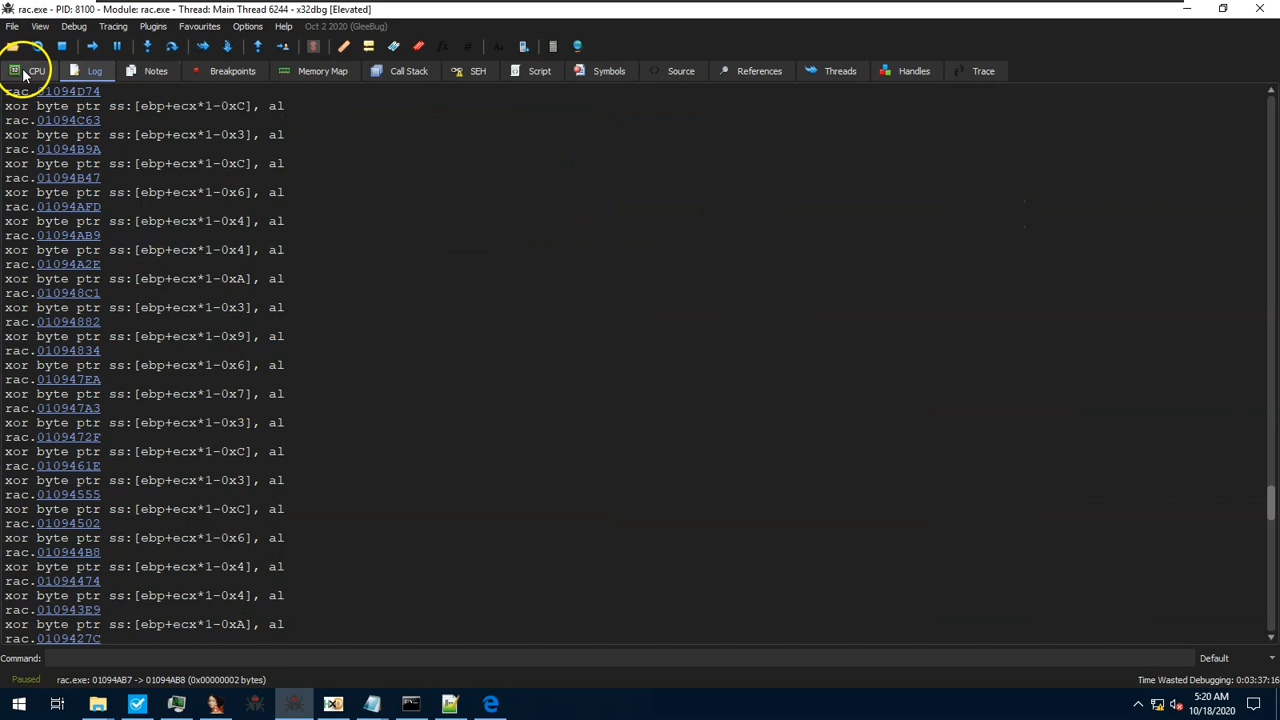 rac.exe - PID: 8100 - Module: rac.exe - Thread: Main Thread 6244 - x32dbg [Elevated]
File View Debug Tracing Plugins Favourites Options Help Oct 2 2020 (GleeBug)
CPU Log Notes Breakpoints Memory Map Call Stack SEH Script Symbols Source References Threads Handles Trace
rac.01094D74
xor byte ptr ss:[ebp+ecx*1-0xC], al
rac.01094C63
xor byte ptr ss:[ebp+ecx*1-0x3], al
rac.01094B9A
xor byte ptr ss:[ebp+ecx*1-0xC], al
rac.01094B47
xor byte ptr ss:[ebp+ecx*1-0x6], al
rac.01094AFD
xor byte ptr ss:[ebp+ecx*1-0x4], al
rac.01094AB9
xor byte ptr ss:[ebp+ecx*1-0x4], al
rac.01094A2E
xor byte ptr ss:[ebp+ecx*1-0xA], al
rac.010948C1
xor byte ptr ss:[ebp+ecx*1-0x3], al
rac.01094882
xor byte ptr ss:[ebp+ecx*1-0x9], al
rac.01094834
xor byte ptr ss:[ebp+ecx*1-0x6], al
rac.010947EA
xor byte ptr ss:[ebp+ecx*1-0x7], al
rac.010947A3
xor byte ptr ss:[ebp+ecx*1-0x3], al
rac.0109472F
xor byte ptr ss:[ebp+ecx*1-0xC], al
rac.0109461E
xor byte ptr ss:[ebp+ecx*1-0x3], al
rac.01094555
xor byte ptr ss:[ebp+ecx*1-0xC], al
rac.01094502
xor byte ptr ss:[ebp+ecx*1-0x6], al
rac.010944B8
xor byte ptr ss:[ebp+ecx*1-0x4], al
rac.01094474
xor byte ptr ss:[ebp+ecx*1-0x4], al
rac.010943E9
xor byte ptr ss:[ebp+ecx*1-0xA], al
rac.0109427C
Command: Default
Paused rac.exe: 01094AB7 -> 01094AB8 (0x00000002 bytes) Time Wasted Debugging: 0:03:37:16
5:20 AM
10/18/2020